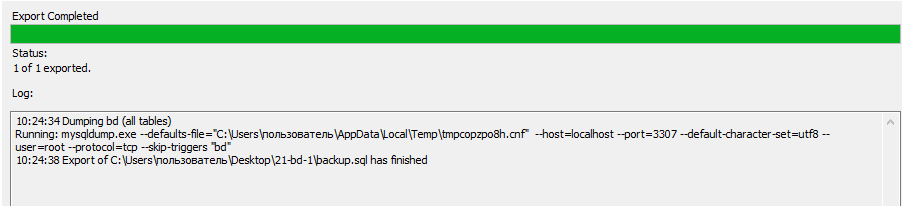 Export Completed
Status:
1 of 1 exported.
Log:
10:24:34 Dumping bd (all tables)
Running: mysqldump.exe --defaults-file="C:\Users\пользователь\AppData\Local\Temp\tmpcopzpo8h.cnf"  --host=localhost --port=3307 --default-character-set=utf8 --
user=root --protocol=tcp --skip-triggers "bd"
10:24:38 Export of C:\Users\пользователь\Desktop\21-bd-1\backup.sql has finished